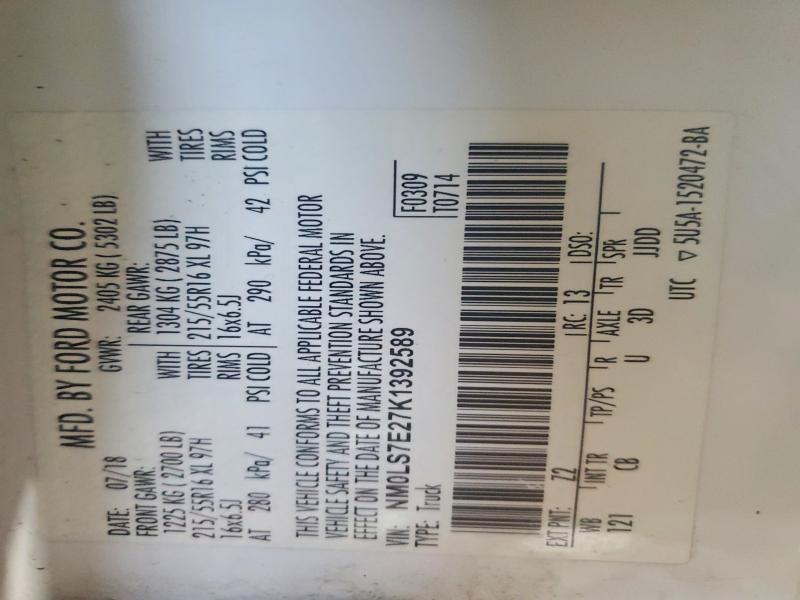 MFD. BY FORD MOTOR CO.
DATE: 07/18 GVWR: 2405 KG ( 5302 LB)
FRONT GAWR: REAR GAWR:
1225 KG ( 2700 LB) WITH 1304 KG ( 2875 LB) WITH
215/55R16 XL 97H TIRES 215/55R16 XL 97H TIRES
16x6.5J RIMS 16x6.5J RIMS
AT 280 kPa/ 41 PSI COLD AT 290 kPa/ 42 PSI COLD
THIS VEHICLE CONFORMS TO ALL APPLICABLE FEDERAL MOTOR
VEHICLE SAFETY AND THEFT PREVENTION STANDARDS IN
EFFECT ON THE DATE OF MANUFACTURE SHOWN ABOVE.
VIN: NM0LS7E27K1392589 F0309
TYPE: Truck T0714
EXT PNT: Z2 RC: 13 DSO:
WB INT TR TP/PS R AXLE TR SPR
121 CB U 3D JJDD
UTC ▽ 5U5A-1520472-BA